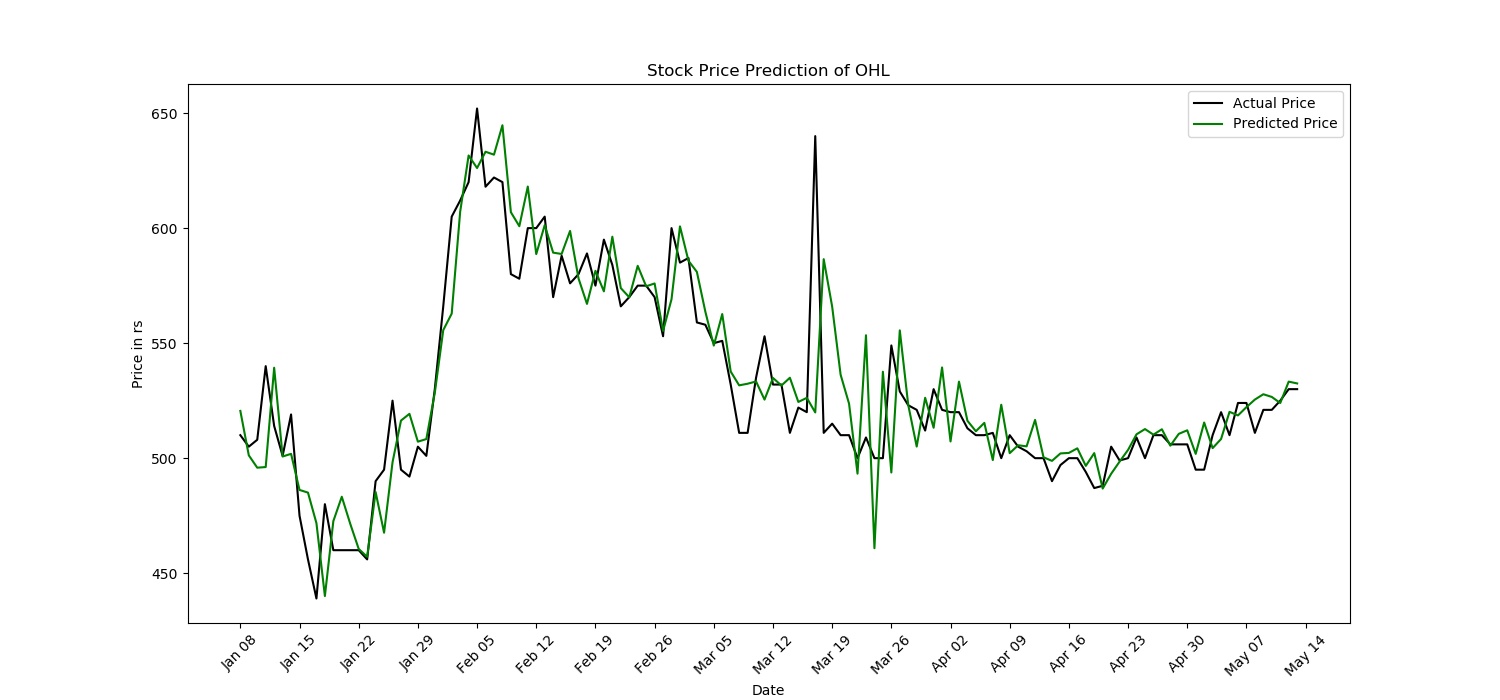 Stock Price Prediction of OHL
Actual Price
Predicted Price
650
600
550
500
450
Price in rs
Jan 08
Jan 15
Jan 22
Jan 29
Feb 05
Feb 12
Feb 19
Feb 26
Mar 05
Mar 12
Mar 19
Mar 26
Apr 02
Apr 09
Apr 16
Apr 23
Apr 30
May 07
May 14
Date